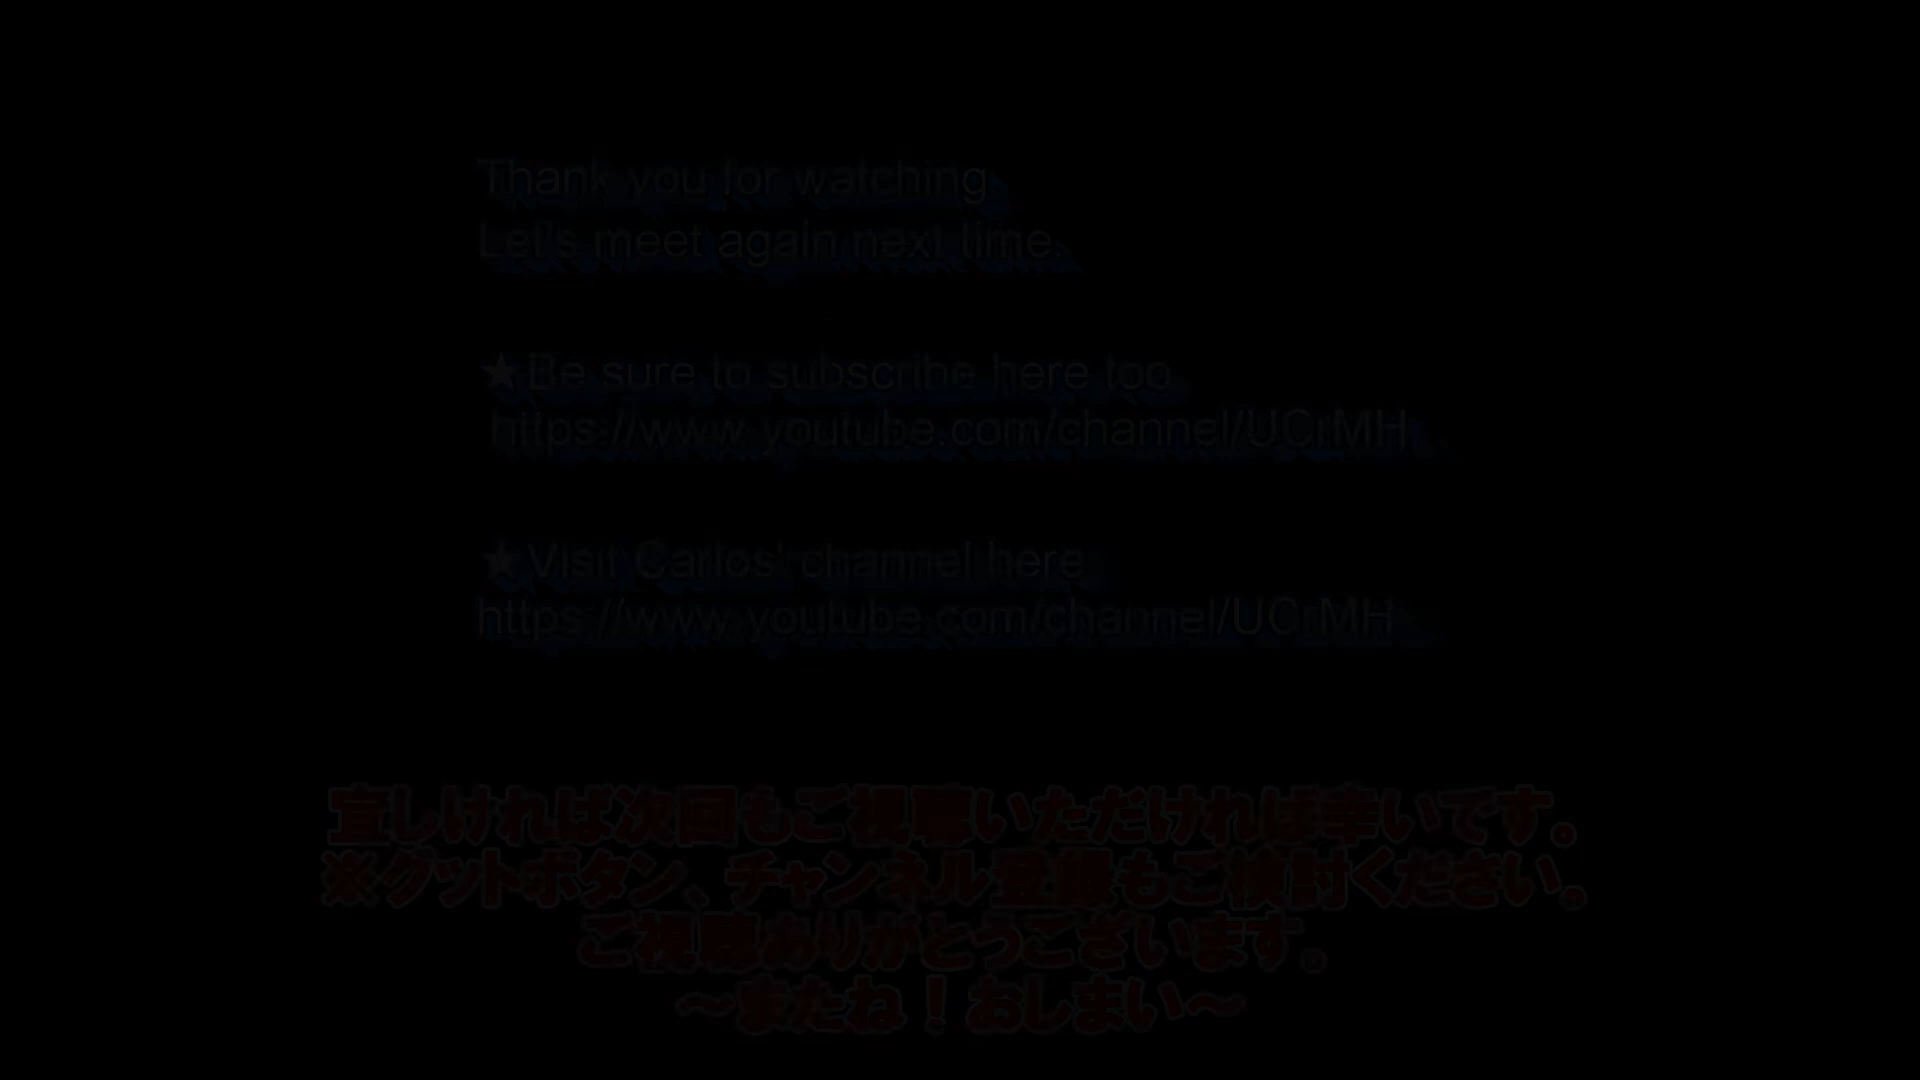 Thank you for watching
Let's meet again next time.
★Be sure to subscribe here too
https://www.youtube.com/channel/UCrMH
★Visit Carlos' channel here
https://www.youtube.com/channel/UCrMH
宜しければ次回もご視聴いただければ幸いです。
※グットボタン、チャンネル登録もご検討ください。
ご視聴ありがとうございます。
～またね！おしまい～